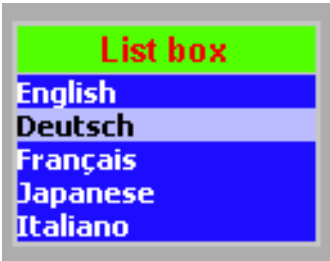 List box
English
Deutsch
Français
Japanese
Italiano